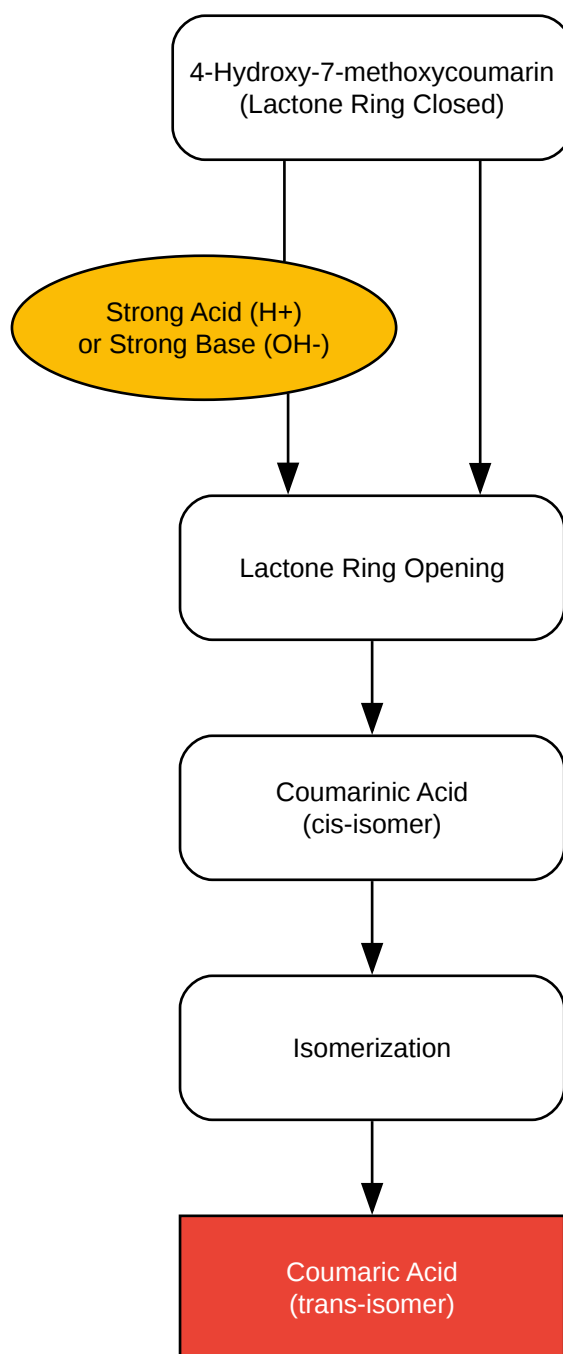 4-Hydroxy-7-methoxycoumarin
(Lactone Ring Closed)
Strong Acid (H+)
or Strong Base (OH-)
Lactone Ring Opening
Coumarinic Acid
(cis-isomer)
Isomerization
Coumaric Acid
(trans-isomer)